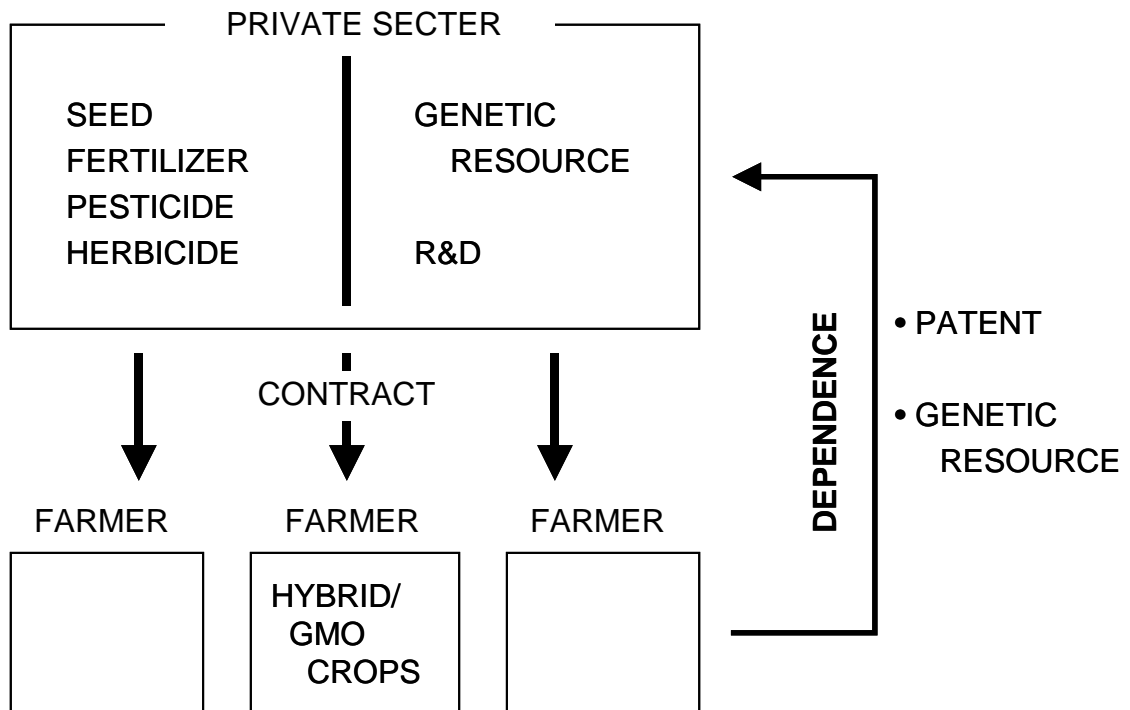 PRIVATE SECTER
SEED
FERTILIZER
PESTICIDE
HERBICIDE
GENETIC
RESOURCE
R&D
CONTRACT
DEPENDENCE
• PATENT
• GENETIC
RESOURCE
FARMER
FARMER
FARMER
HYBRID/
GMO
CROPS